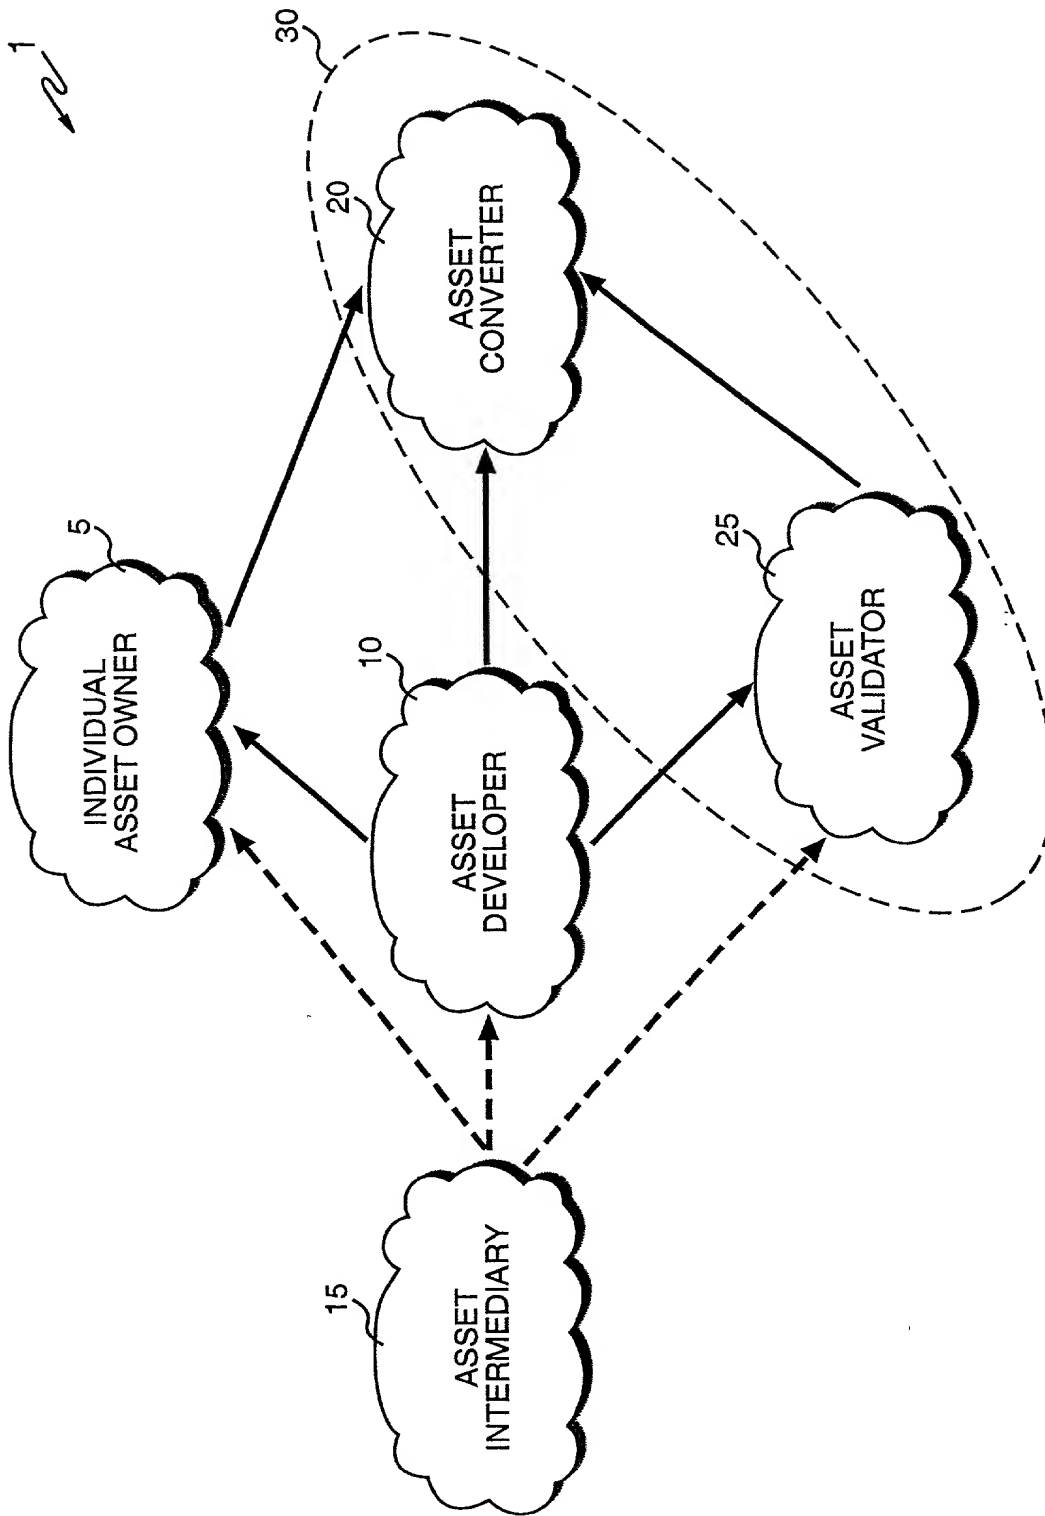 1
30
5
INDIVIDUAL
ASSET OWNER
20
ASSET
CONVERTER
10
ASSET
DEVELOPER
15
ASSET
INTERMEDIARY
25
ASSET
VALIDATOR